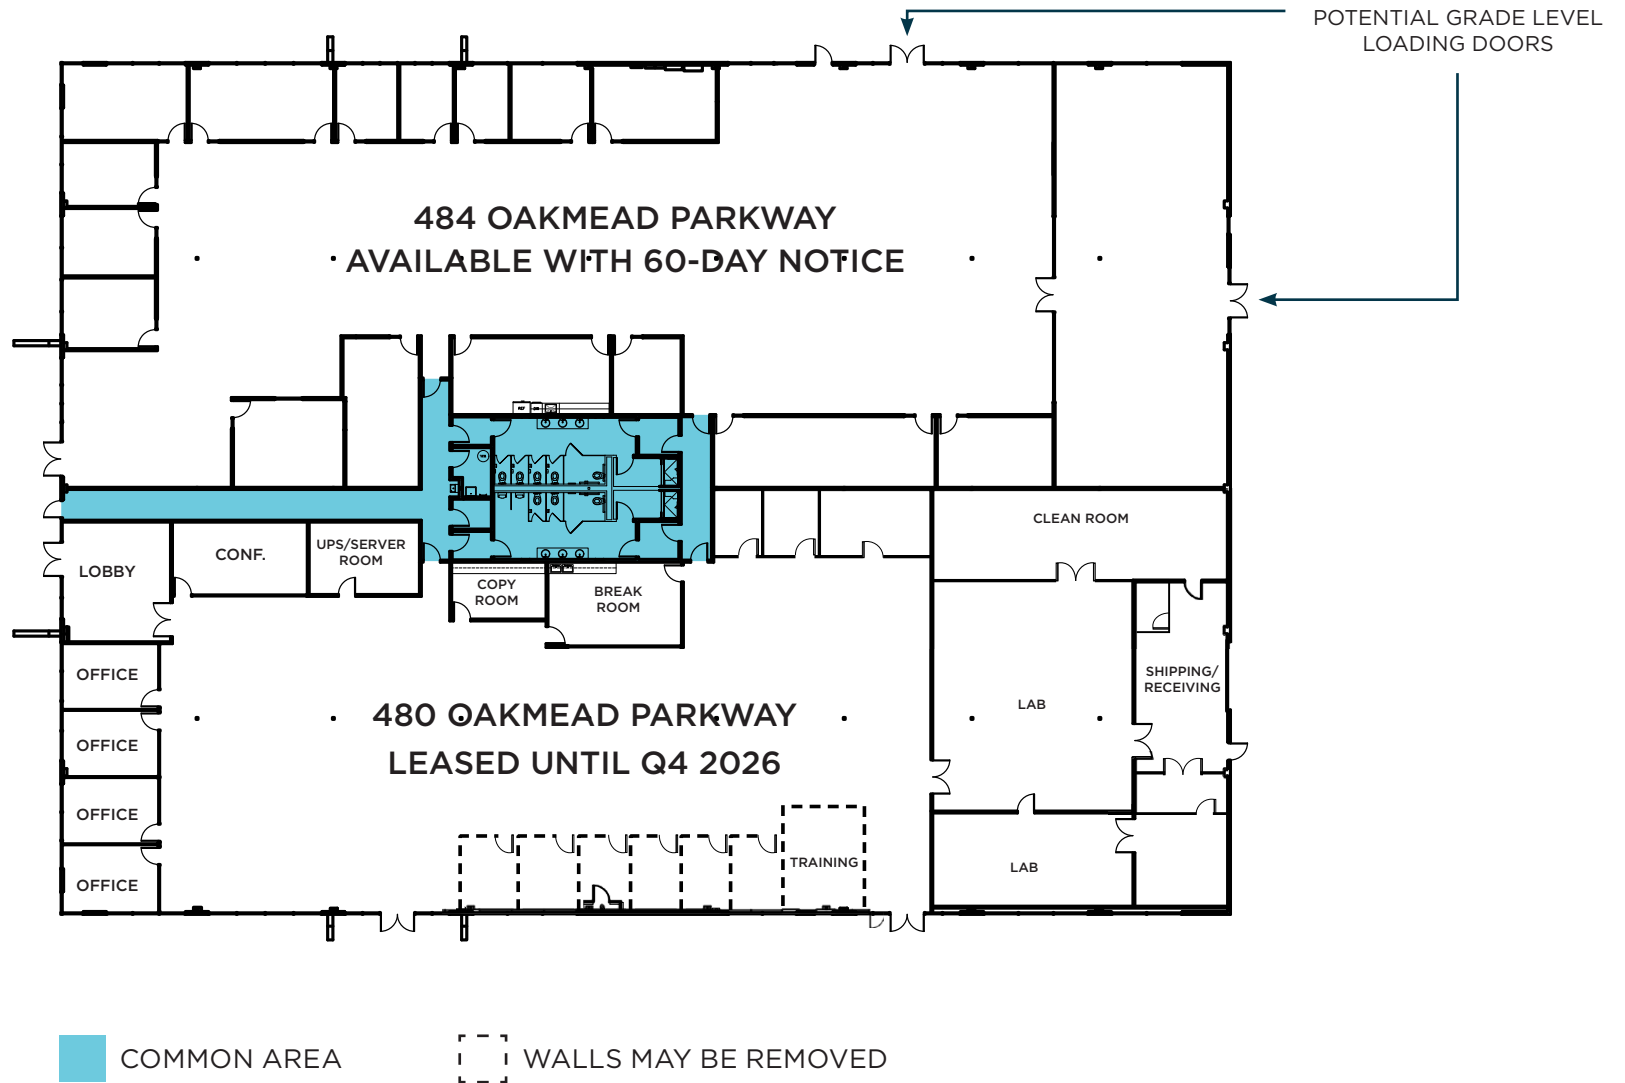 POTENTIAL GRADE LEVEL
LOADING DOORS
484 OAKMEAD PARKWAY
AVAILABLE WITH 60-DAY NOTICE
CLEAN ROOM
LOBBY
CONF.
UPS/SERVER
ROOM
COPY
ROOM
BREAK
ROOM
OFFICE
SHIPPING/
RECEIVING
LAB
480 OAKMEAD PARKWAY
LEASED UNTIL Q4 2026
OFFICE
OFFICE
TRAINING
LAB
OFFICE
COMMON AREA
WALLS MAY BE REMOVED